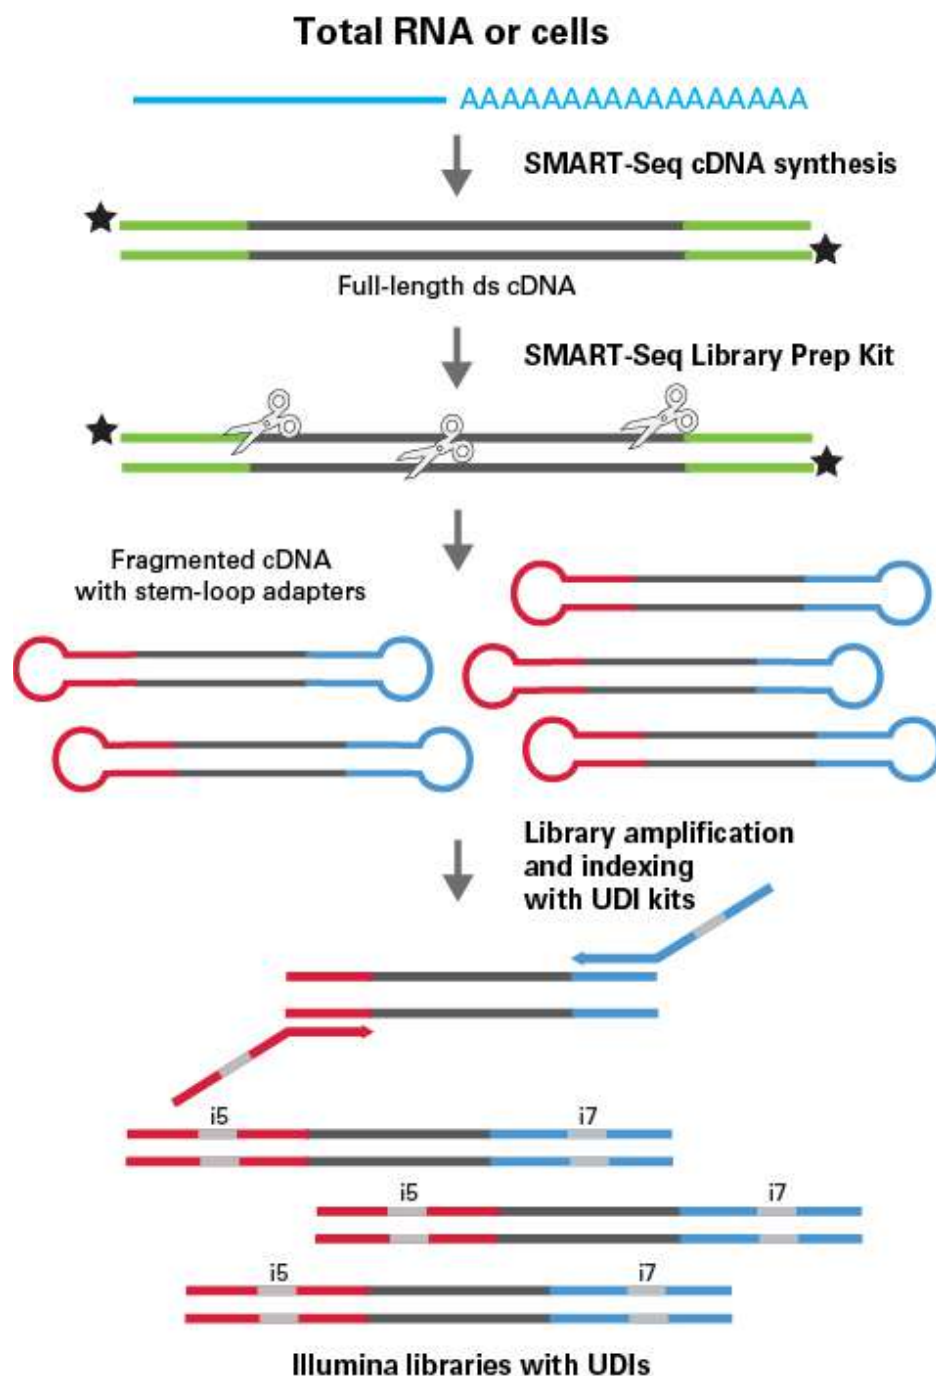 Total RNA or cells
AAAAAAAAAAAAAAAAA
SMART-Seq cDNA synthesis
Full-length ds cDNA
SMART-Seq Library Prep Kit
Fragmented cDNA
with stem-loop adapters
Library amplification
and indexing
with UDI kits
i5 i7
i5 i7
i5 i7
Illumina libraries with UDIs